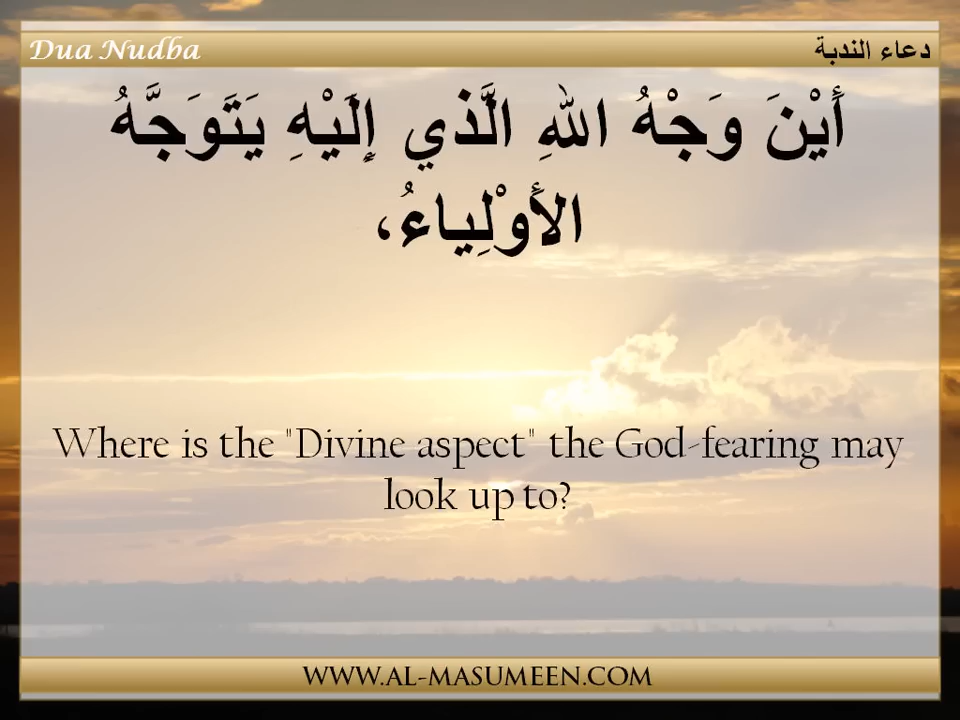 Dua Nudba
دعاء الندبة
أَيْنَ وَجْهُ اللهِ الَّذي إِلَيْهِ يَتَوَجَّهُ
الأَوْلِياءُ،
Where is the "Divine aspect" the God-fearing may
look up to?
WWW.AL-MASUMEEN.COM